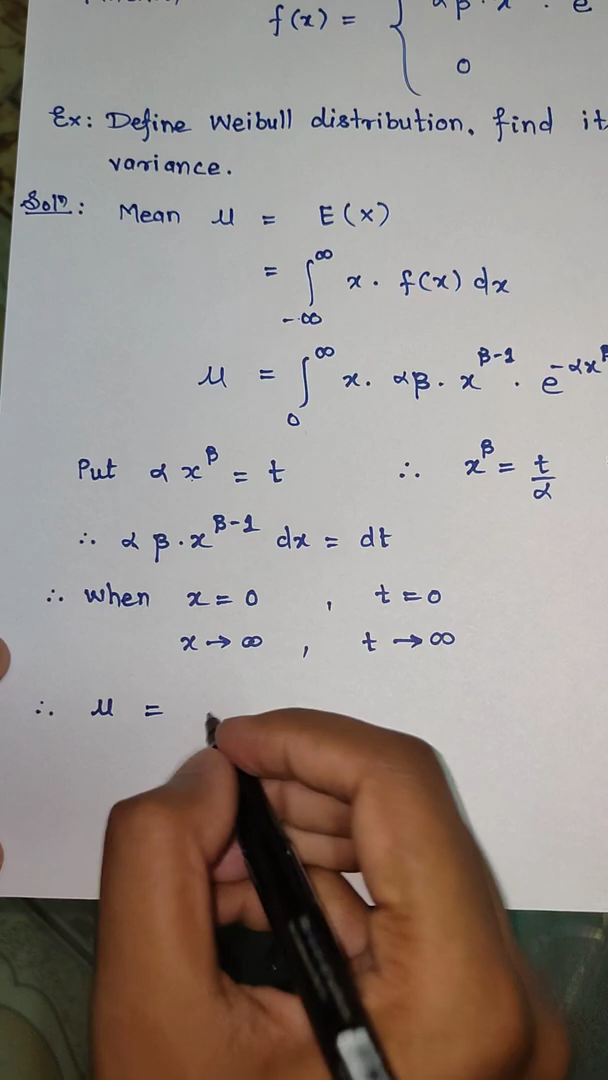 f(x) = { αβ · x · e
0
Ex: Define Weibull distribution, find it
variance.
Solⁿ: Mean μ = E(x)
= ∫_{-∞}^{∞} x · f(x) dx
μ = ∫_0^∞ x · αβ · x^{β-1} · e^{-αx^β}
Put αx^β = t ∴ x^β = t/α
∴ αβ·x^{β-1} dx = dt
∴ when x = 0 , t = 0
x → ∞ , t → ∞
∴ μ =